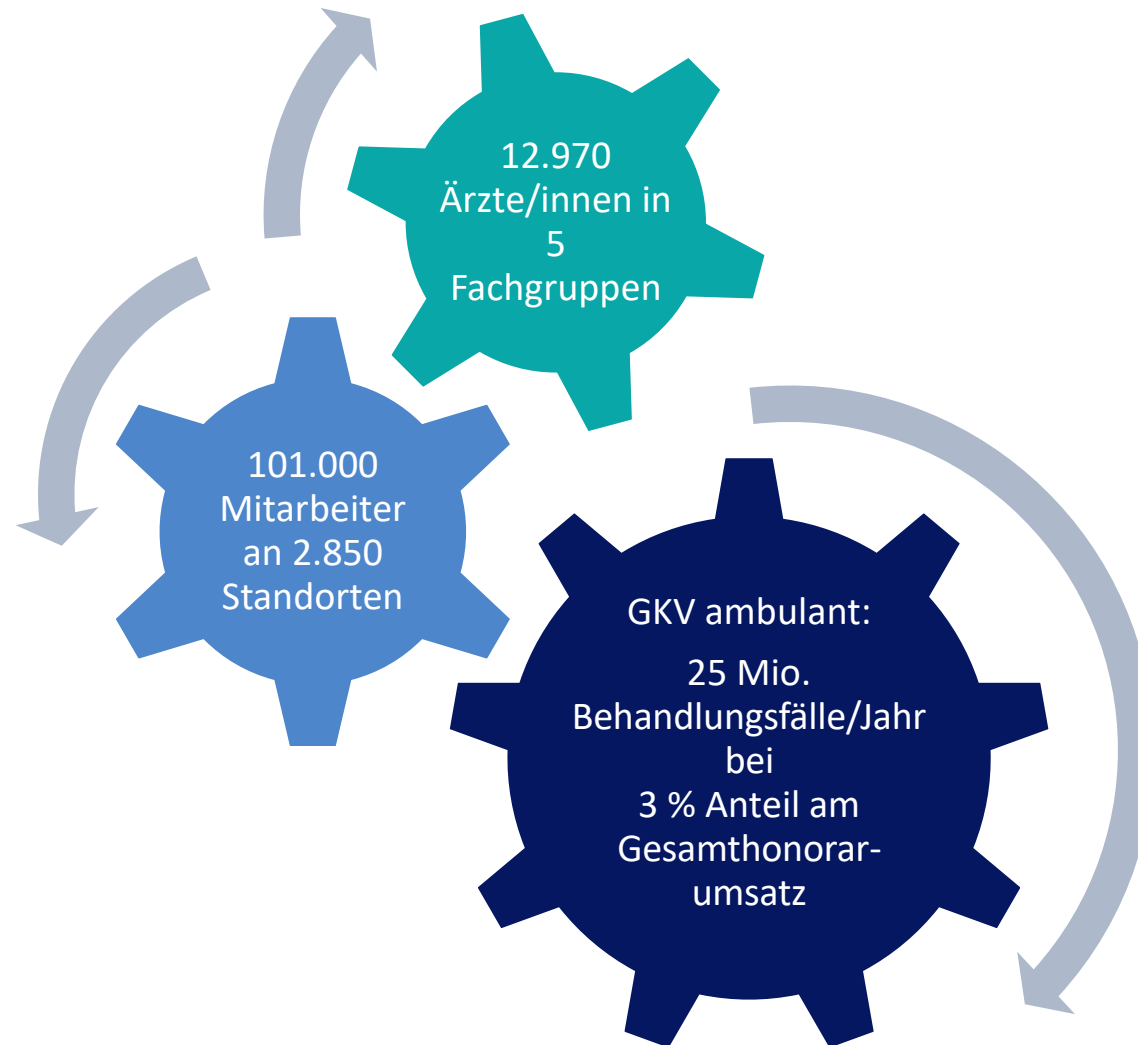 12.970
Ärzte/innen in
5
Fachgruppen
101.000
Mitarbeiter
an 2.850
Standorten
GKV ambulant:
25 Mio.
Behandlungsfälle/Jahr
bei
3 % Anteil am
Gesamthonorar-
umsatz